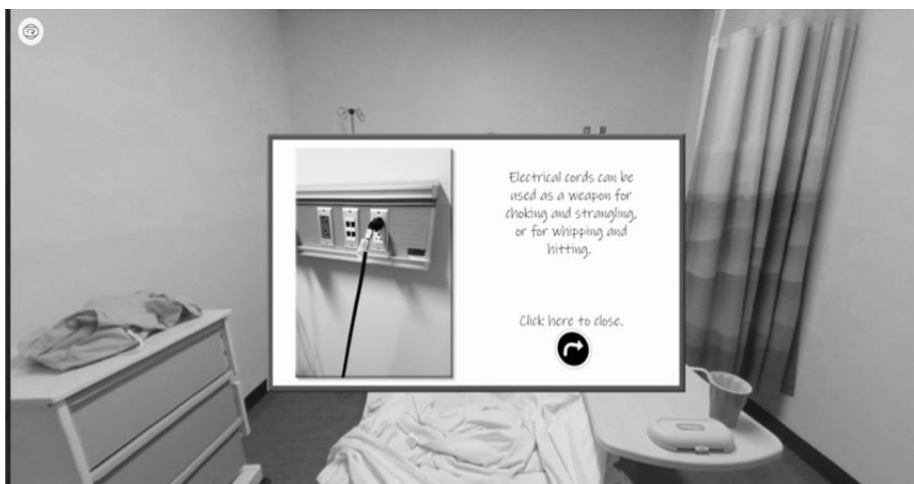 Electrical cords can be
used as a weapon for
choking and strangling,
or for whipping and
hitting.
Click here to close.